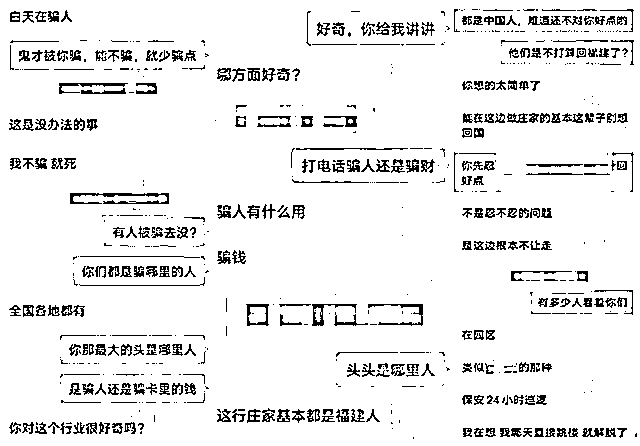 白天在骗人
鬼才被你骗，能不骗，就少骗点
这是没办法的事
我不骗 就死
有人被骗去没？
你们都是骗哪里的人
全国各地都有
你那最大的头是哪里人
是骗人还是骗卡里的钱
你对这个行业很好奇吗？
好奇，你给我讲讲
哪方面好奇？
打电话骗人还是骗财
骗人有什么用
骗钱
头头是哪里人
这行庄家基本都是福建人
都是中国人，难道还不对你好点的
他们是不打算回福建了？
你想的太简单了
能在这边做庄家的基本这辈子别想
回国
你先忍
回
好点
不是忍不忍的问题
是这边根本不让走
有多少人看着你们
在园区
类似
的那种
保安 24 小时巡逻
我在想 我哪天直接跳楼 就解脱了